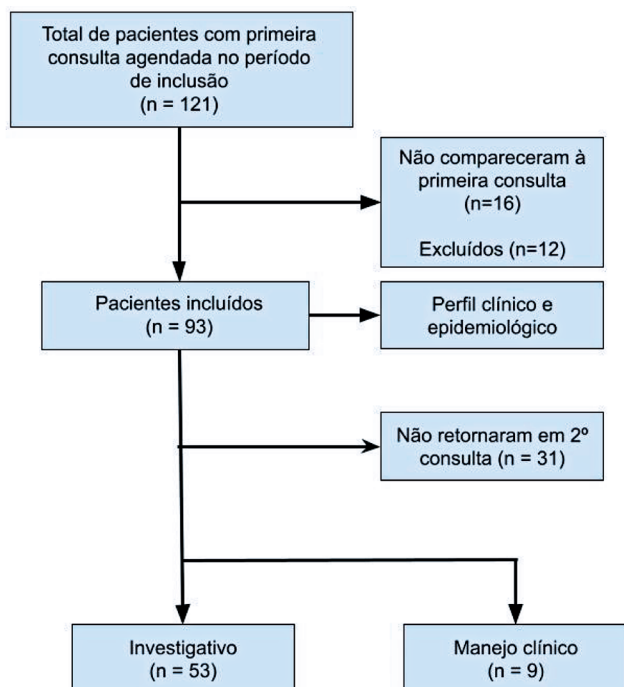 Total de pacientes com primeira
consulta agendada no período
de inclusão
(n = 121)
Não compareceram à
primeira consulta
(n=16)
Excluídos (n=12)
Pacientes incluídos
(n = 93)
Perfil clínico e
epidemiológico
Não retornaram em 2º
consulta (n = 31)
Investigativo
(n = 53)
Manejo clínico
(n = 9)